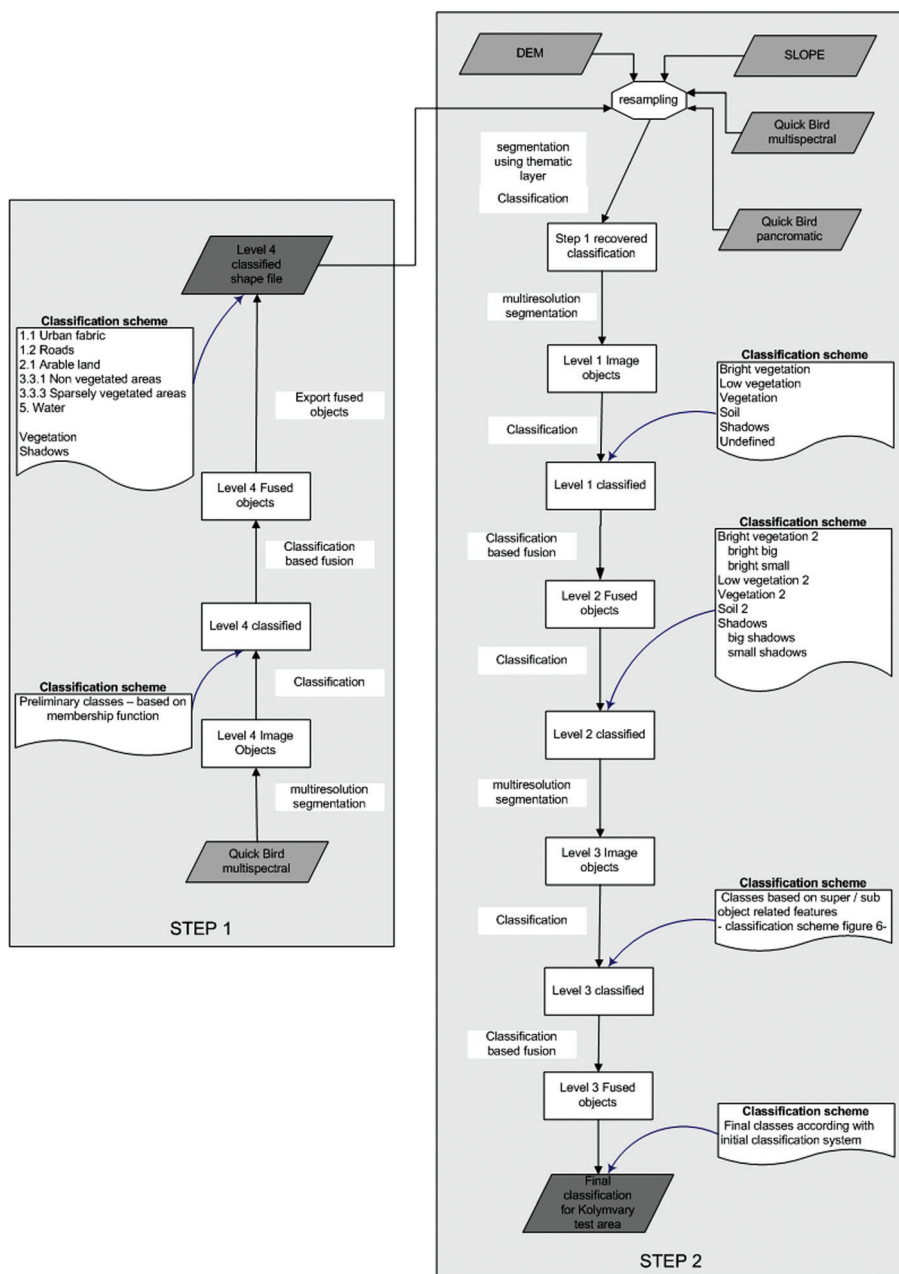 DEM
SLOPE
resampling
Quick Bird
multispectral
Quick Bird
pancromatic
segmentation
using thematic
layer
Classification
Step 1 recovered
classification
multiresolution
segmentation
Level 1 Image
objects
Classification scheme
Bright vegetation
Low vegetation
Vegetation
Soil
Shadows
Undefined
Classification
Level 1 classified
Classification
based fusion
Classification scheme
Bright vegetation 2
bright big
bright small
Low vegetation 2
Vegetation 2
Soil 2
Shadows
big shadows
small shadows
Level 2 Fused
objects
Classification
Level 2 classified
multiresolution
segmentation
Level 3 Image
objects
Classification scheme
Classes based on super / sub
object related features
- classification scheme figure 6-
Classification
Level 3 classified
Classification
based fusion
Level 3 Fused
objects
Classification scheme
Final classes according with
initial classification system
Final
classification
for Kolymvary
test area
STEP 2
Level 4
classified
shape file
Classification scheme
1.1 Urban fabric
1.2 Roads
2.1 Arable land
3.3.1 Non vegetated areas
3.3.3 Sparsely vegetated areas
5. Water
Vegetation
Shadows
Export fused
objects
Level 4 Fused
objects
Classification
based fusion
Level 4 classified
Classification
Classification scheme
Preliminary classes – based on
membership function
Level 4 Image
Objects
multiresolution
segmentation
Quick Bird
multispectral
STEP 1